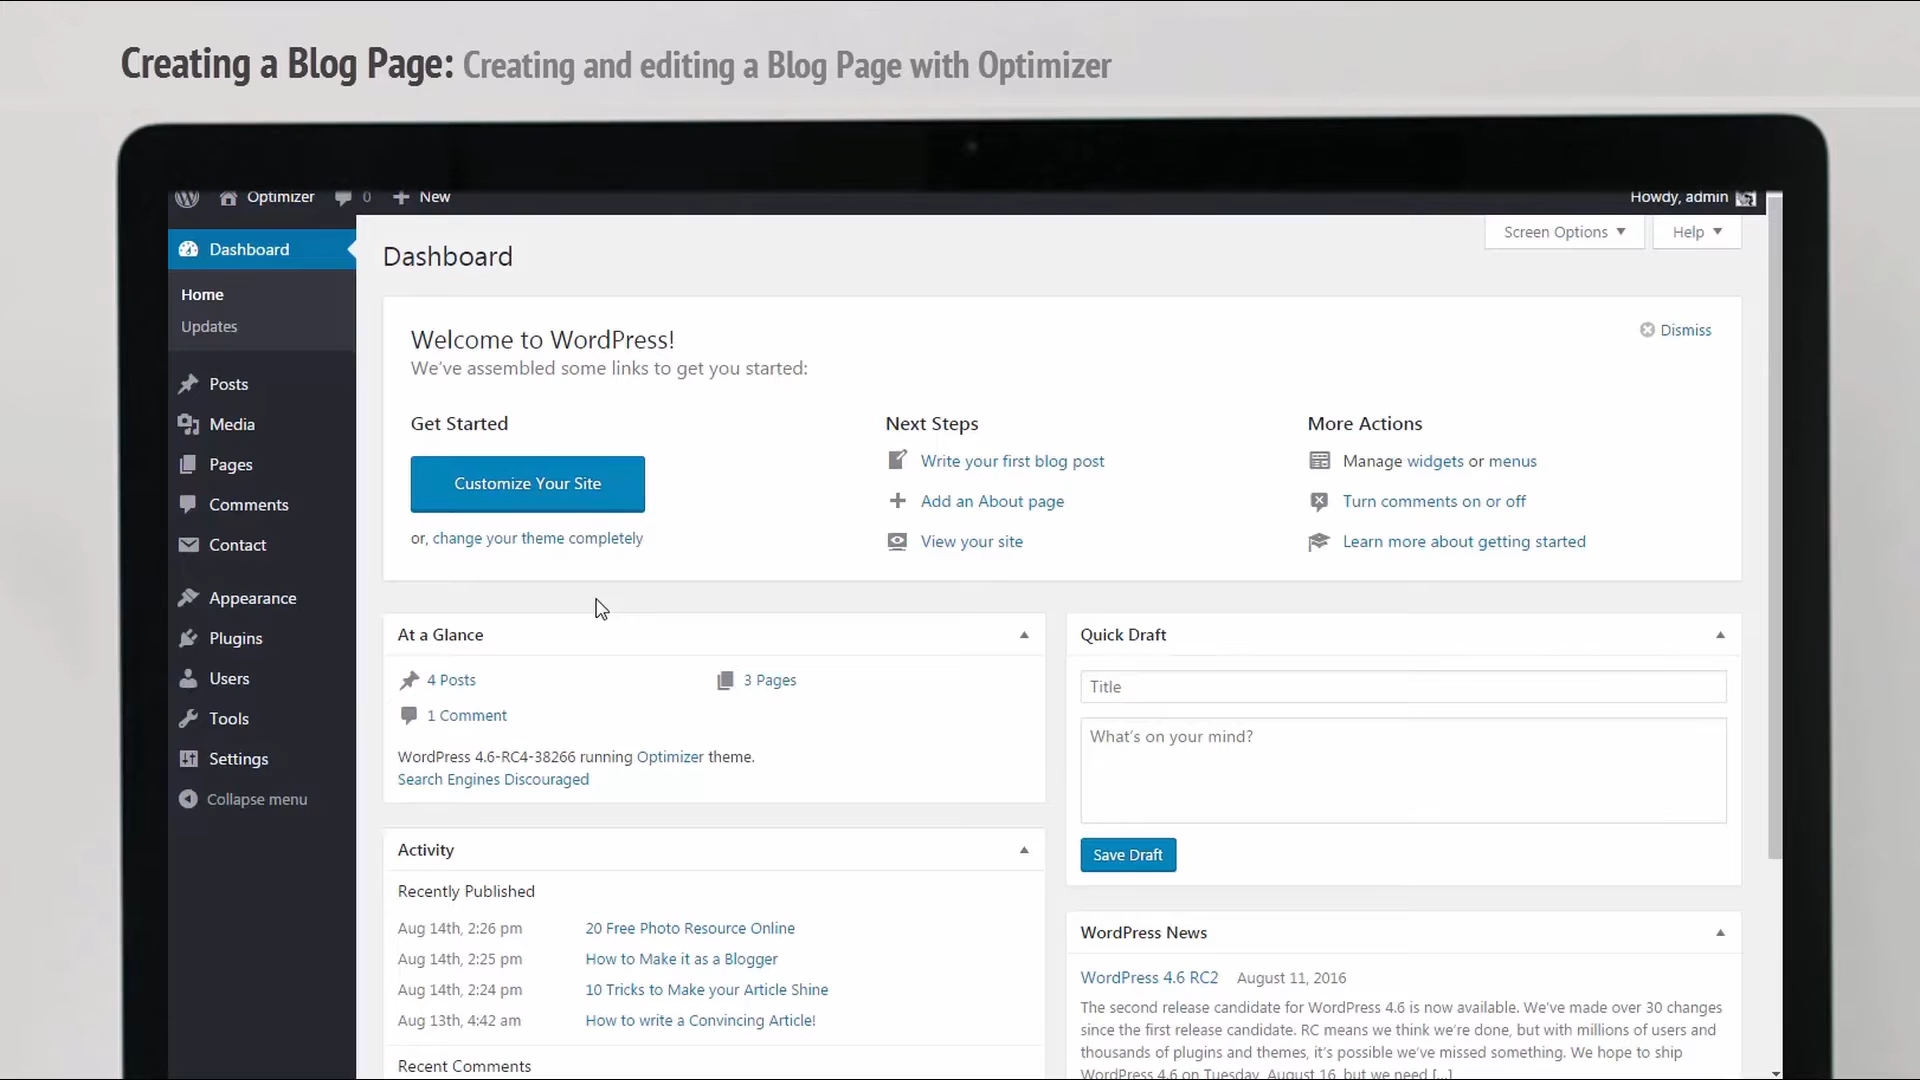 Creating a Blog Page: Creating and editing a Blog Page with Optimizer
Optimizer 0 New Howdy, admin
Screen Options Help
Dashboard
Home
Updates
Posts
Media
Pages
Comments
Contact
Appearance
Plugins
Users
Tools
Settings
Collapse menu
Dashboard
Welcome to WordPress!
Dismiss
We've assembled some links to get you started:
Get Started
Customize Your Site
or, change your theme completely
Next Steps
Write your first blog post
Add an About page
View your site
More Actions
Manage widgets or menus
Turn comments on or off
Learn more about getting started
At a Glance
4 Posts 3 Pages
1 Comment
WordPress 4.6-RC4-38266 running Optimizer theme.
Search Engines Discouraged
Activity
Recently Published
Aug 14th, 2:26 pm 20 Free Photo Resource Online
Aug 14th, 2:25 pm How to Make it as a Blogger
Aug 14th, 2:24 pm 10 Tricks to Make your Article Shine
Aug 13th, 4:42 am How to write a Convincing Article!
Recent Comments
Quick Draft
Title
What's on your mind?
Save Draft
WordPress News
WordPress 4.6 RC2 August 11, 2016
The second release candidate for WordPress 4.6 is now available. We've made over 30 changes
since the first release candidate. RC means we think we're done, but with millions of users and
thousands of plugins and themes, it's possible we've missed something. We hope to ship
WordPress 4.6 on Tuesday, August 16, but we need [...]